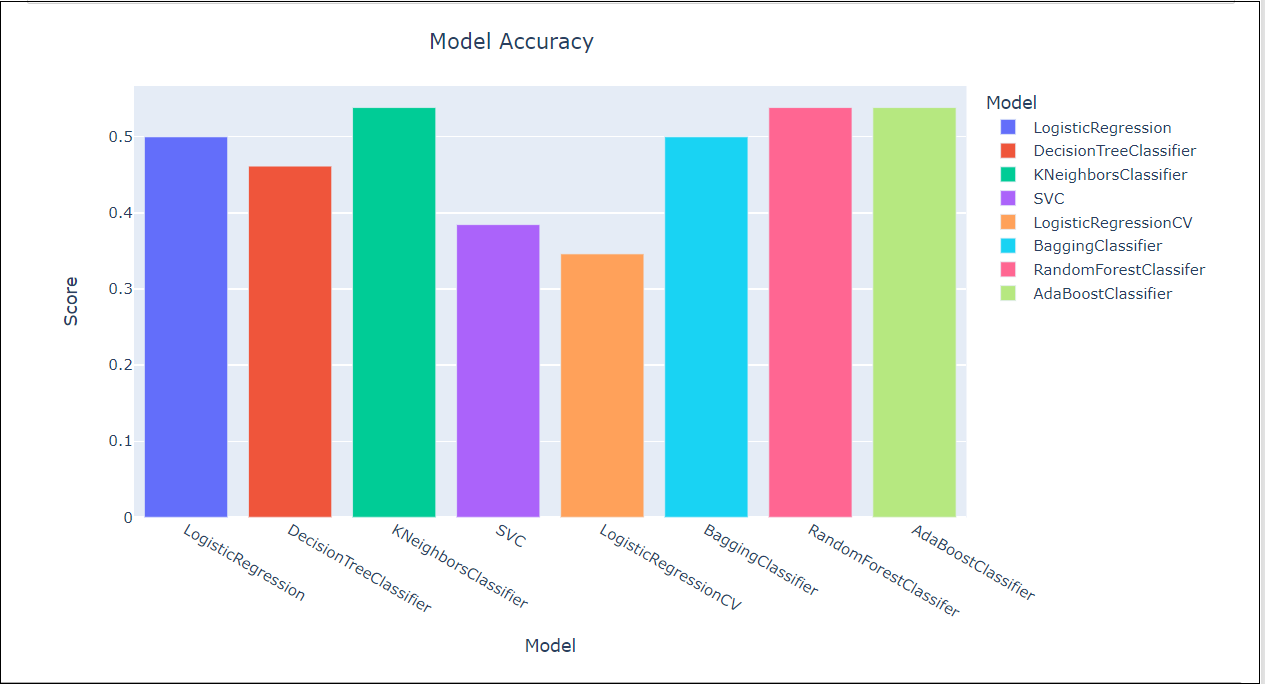 Model Accuracy
Score
0.5
0.4
0.3
0.2
0.1
0
LogisticRegression
DecisionTreeClassifier
KNeighborsClassifier
SVC
LogisticRegressionCV
BaggingClassifier
RandomForestClassifer
AdaBoostClassifier
Model
Model
LogisticRegression
DecisionTreeClassifier
KNeighborsClassifier
SVC
LogisticRegressionCV
BaggingClassifier
RandomForestClassifer
AdaBoostClassifier